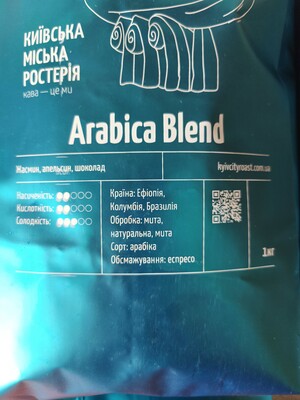 КИЇВСЬКА
МІСЬКА
РОСТЕРІЯ
кава — це ми
Arabica Blend
Жасмин, апельсин, шоколад
kyivcityroast.com.ua
Насиченість:
Кислотність:
Солодкість:
Країна: Ефіопія,
Колумбія, Бразилія
Обробка: мита,
натуральна, мита
Сорт: арабіка
Обсмажування: еспресо
1кг